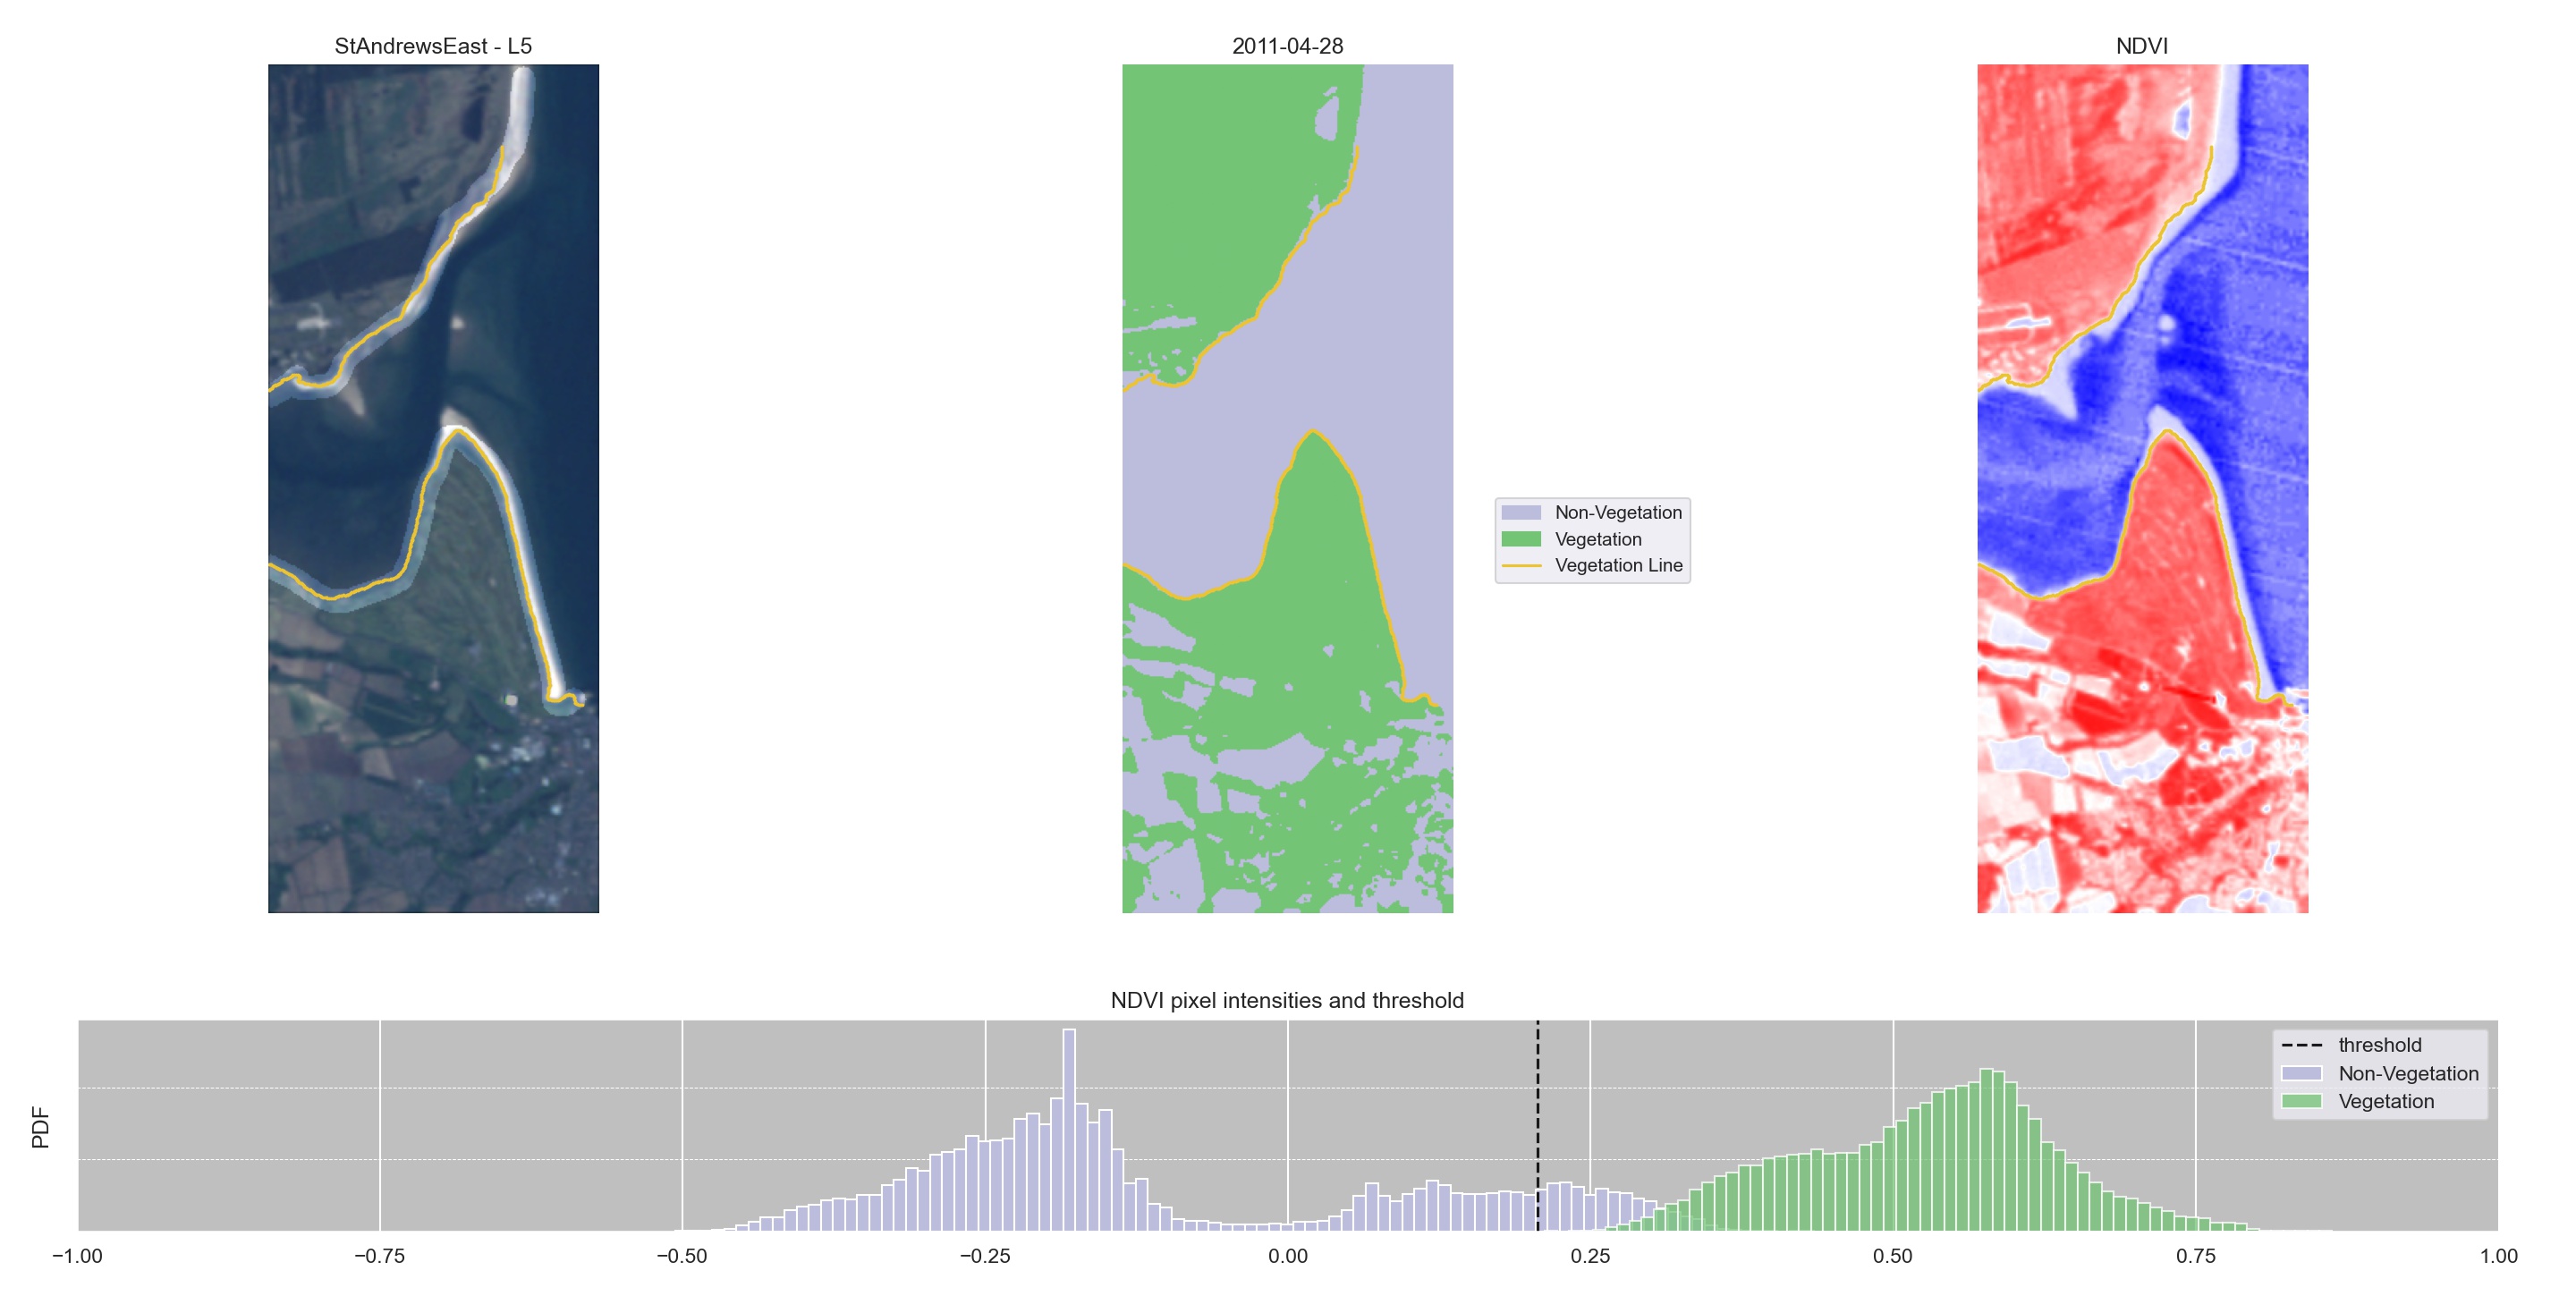 StAndrewsEast - L5
2011-04-28
NDVI
Non-Vegetation
Vegetation
Vegetation Line
NDVI pixel intensities and threshold
PDF
threshold
Non-Vegetation
Vegetation
−1.00 −0.75 −0.50 −0.25 0.00 0.25 0.50 0.75 1.00